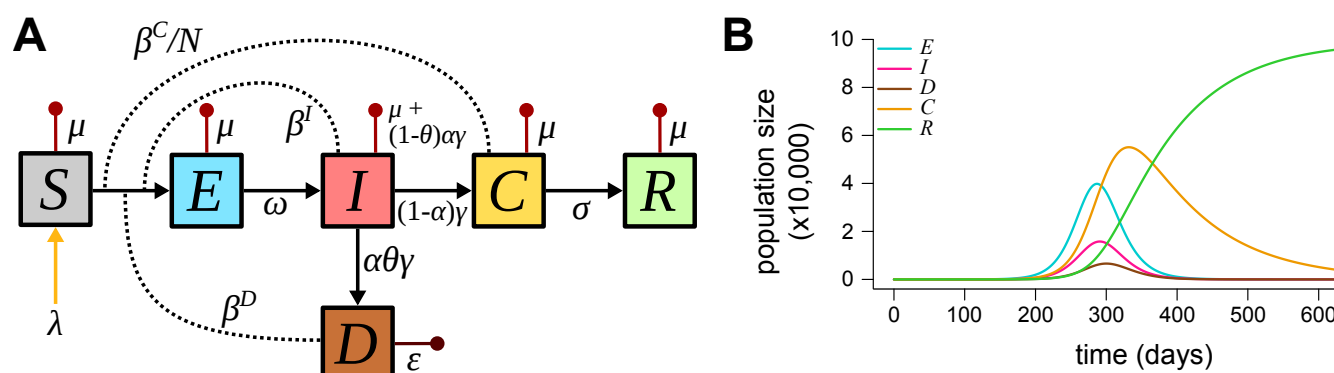 A
β^C/N
β^I
μ
μ
μ +
(1-θ)αγ
μ
μ
S
E
I
C
R
ω
(1-α)γ
σ
αθγ
λ
β^D
D
ε
B
E
I
D
C
R
population size
(x10,000)
10
8
6
4
2
0
0
100
200
300
400
500
600
time (days)